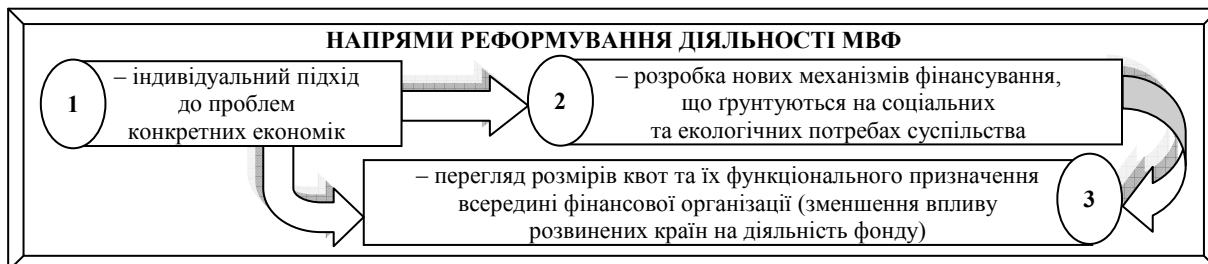 НАПРЯМИ РЕФОРМУВАННЯ ДІЯЛЬНОСТІ МВФ
1
– індивідуальний підхід
до проблем
конкретних економік
2
– розробка нових механізмів фінансування,
що ґрунтуються на соціальних
та екологічних потребах суспільства
– перегляд розмірів квот та їх функціонального призначення
всередині фінансової організації (зменшення впливу
розвинених країн на діяльність фонду)
3